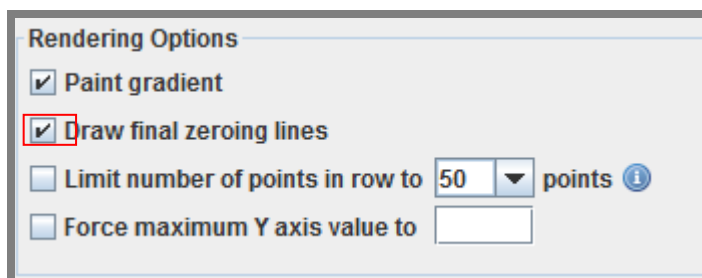 Rendering Options
Paint gradient
Draw final zeroing lines
Limit number of points in row to 50 points
Force maximum Y axis value to